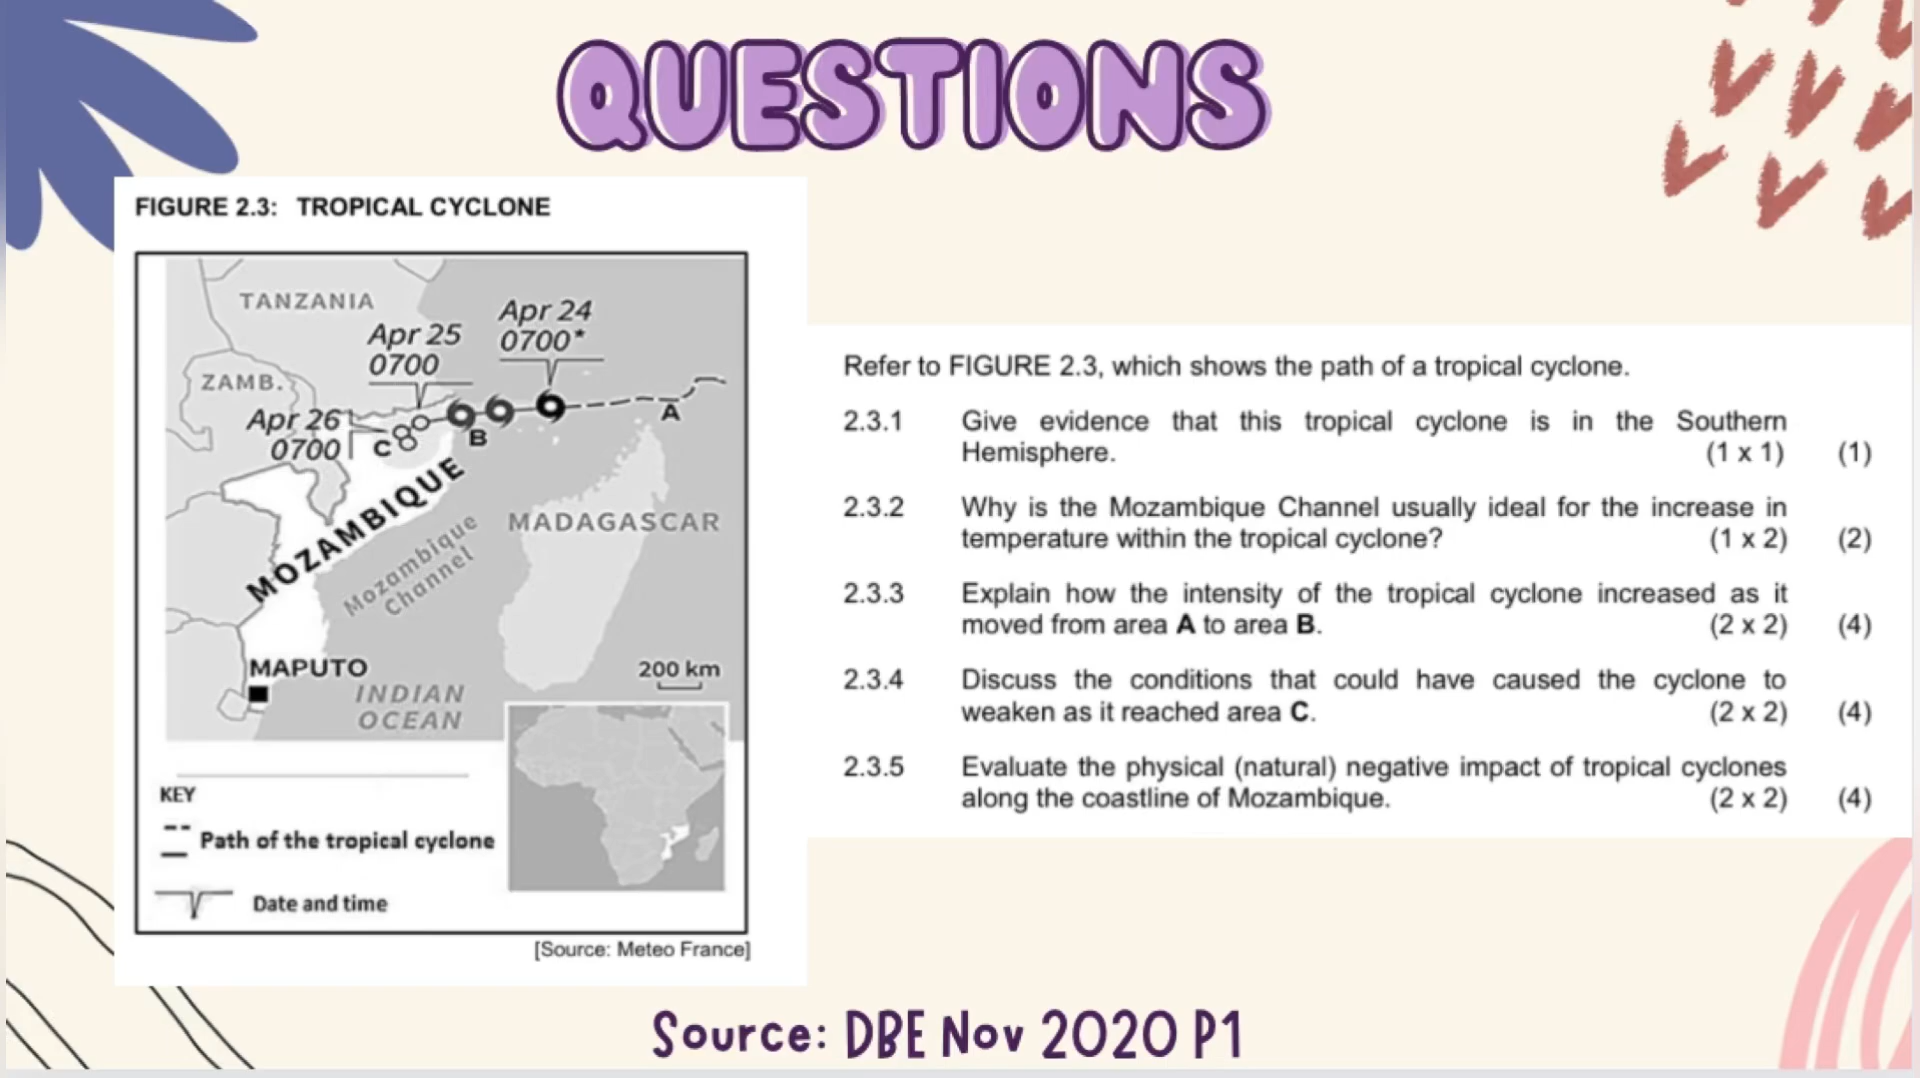 QUESTIONS
FIGURE 2.3: TROPICAL CYCLONE
TANZANIA
Apr 24
0700*
Apr 25
0700
ZAMB.
Apr 26
0700
A
B
C
MOZAMBIQUE
Mozambique
Channel
MADAGASCAR
MAPUTO
200 km
INDIAN
OCEAN
KEY
Path of the tropical cyclone
Date and time
[Source: Meteo France]
Refer to FIGURE 2.3, which shows the path of a tropical cyclone.
2.3.1 Give evidence that this tropical cyclone is in the Southern
Hemisphere. (1 x 1) (1)
2.3.2 Why is the Mozambique Channel usually ideal for the increase in
temperature within the tropical cyclone? (1 x 2) (2)
2.3.3 Explain how the intensity of the tropical cyclone increased as it
moved from area A to area B. (2 x 2) (4)
2.3.4 Discuss the conditions that could have caused the cyclone to
weaken as it reached area C. (2 x 2) (4)
2.3.5 Evaluate the physical (natural) negative impact of tropical cyclones
along the coastline of Mozambique. (2 x 2) (4)
Source: DBE Nov 2020 P1